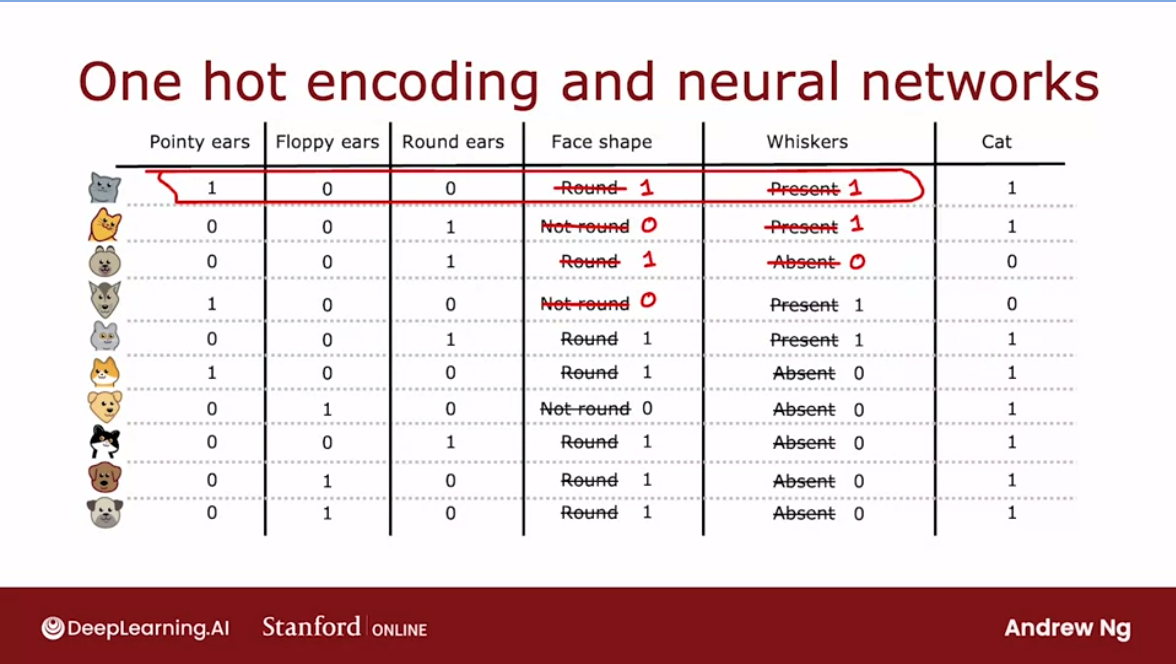 One hot encoding and neural networks
Pointy ears Floppy ears Round ears Face shape Whiskers Cat
1 0 0 Round 1 Present 1 1
0 0 1 Not round 0 Present 1 1
0 0 1 Round 1 Absent 0 0
1 0 0 Not round 0 Present 1 0
0 0 1 Round 1 Present 1 1
1 0 0 Round 1 Absent 0 1
0 1 0 Not round 0 Absent 0 1
0 0 1 Round 1 Absent 0 1
0 1 0 Round 1 Absent 0 1
0 1 0 Round 1 Absent 0 1
DeepLearning.AI Stanford ONLINE Andrew Ng